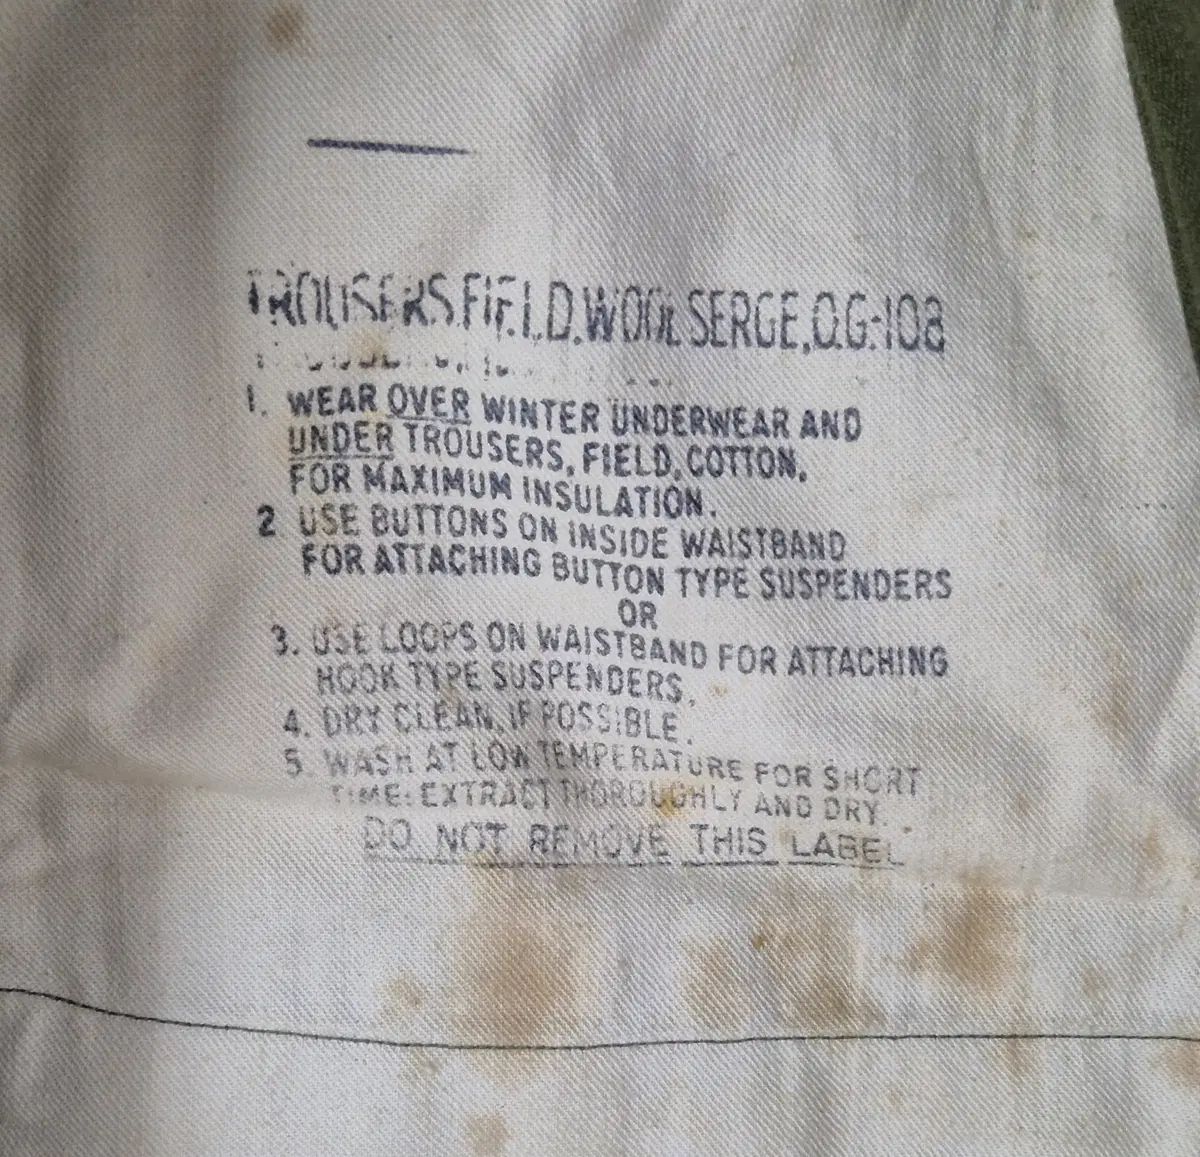 TROUSERS, FIELD, WOOL SERGE, O.G.-108
1. WEAR OVER WINTER UNDERWEAR AND
UNDER TROUSERS, FIELD, COTTON,
FOR MAXIMUM INSULATION.
2 USE BUTTONS ON INSIDE WAISTBAND
FOR ATTACHING BUTTON TYPE SUSPENDERS
OR
3. USE LOOPS ON WAISTBAND FOR ATTACHING
HOOK TYPE SUSPENDERS.
4. DRY CLEAN, IF POSSIBLE.
5. WASH AT LOW TEMPERATURE FOR SHORT
TIME: EXTRACT THOROUGHLY AND DRY.
DO NOT REMOVE THIS LABEL